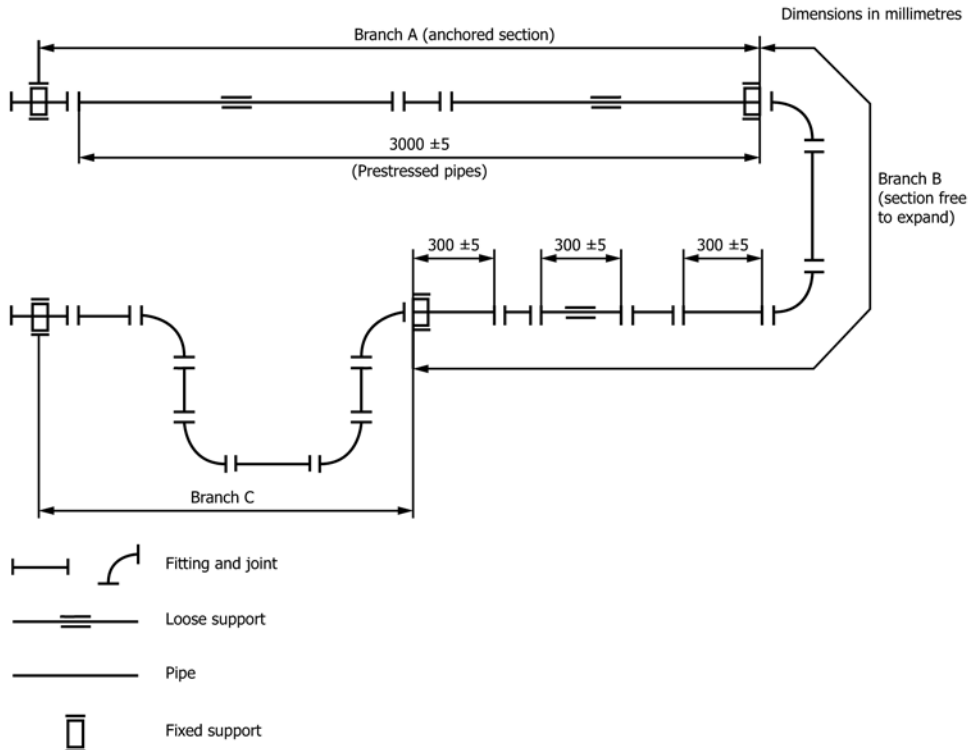 Dimensions in millimetres
Branch A (anchored section)
3000 ±5
(Prestressed pipes)
Branch B
(section free
to expand)
300 ±5
300 ±5
300 ±5
Branch C
Fitting and joint
Loose support
Pipe
Fixed support